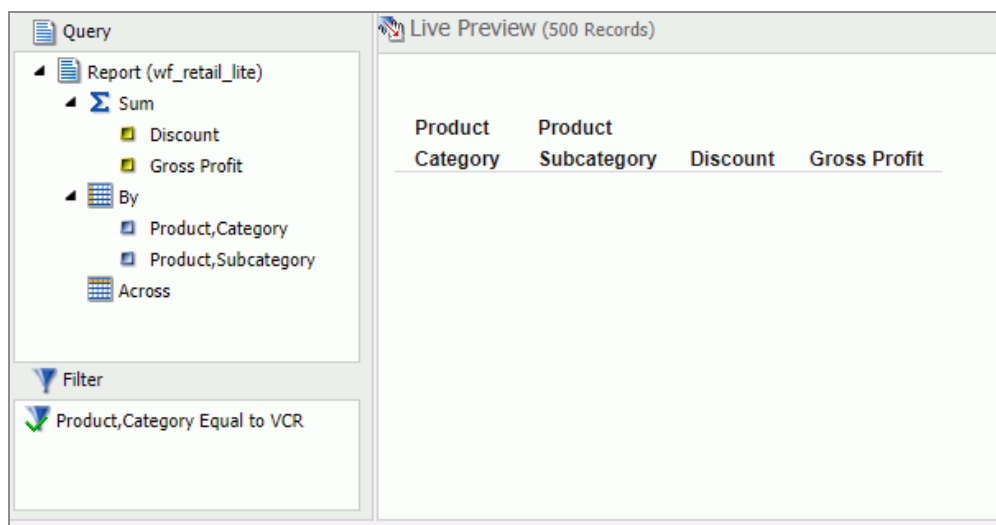 Query
Report (wf_retail_lite)
Sum
Discount
Gross Profit
By
Product,Category
Product,Subcategory
Across
Filter
Product,Category Equal to VCR
Live Preview (500 Records)
Product Product
Category Subcategory Discount Gross Profit